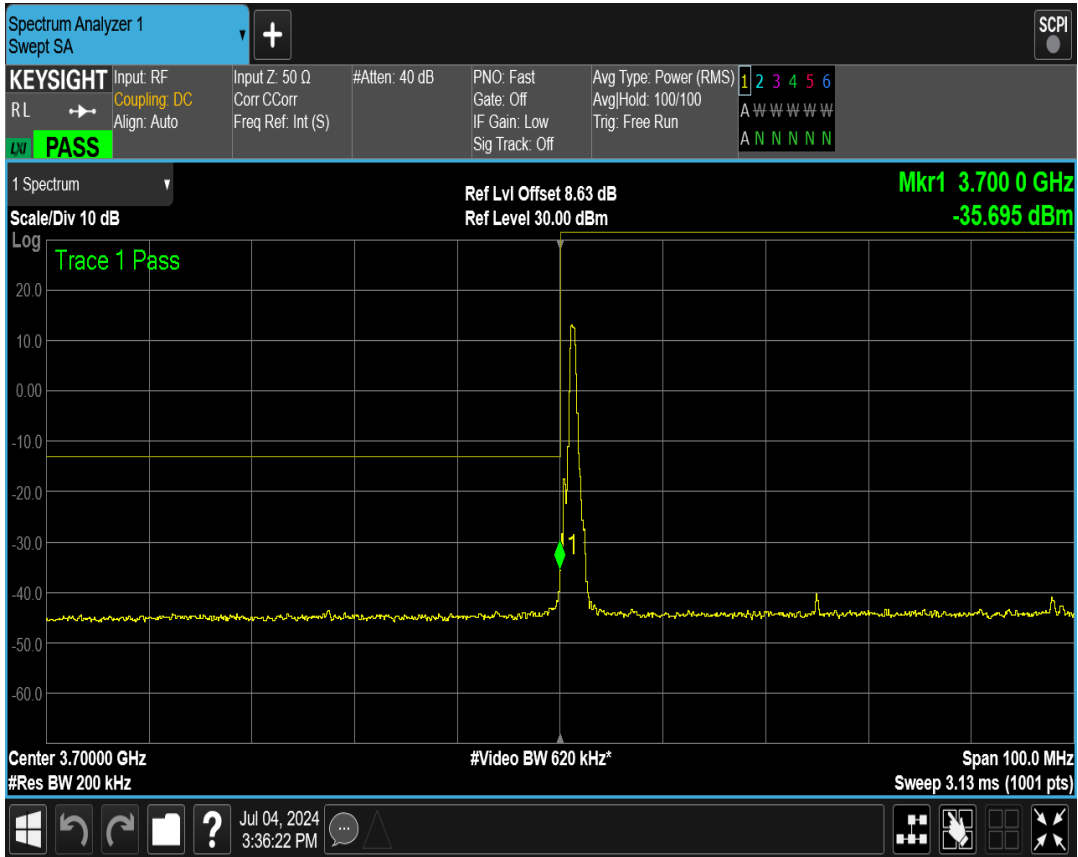 Spectrum Analyzer 1
Swept SA
+
SCPI
KEYSIGHT
RL
LXI PASS
Input: RF
Coupling: DC
Align: Auto
Input Z: 50 Ω
Corr CCorr
Freq Ref: Int (S)
#Atten: 40 dB
PNO: Fast
Gate: Off
IF Gain: Low
Sig Track: Off
Avg Type: Power (RMS)
Avg|Hold: 100/100
Trig: Free Run
1 2 3 4 5 6
A W W W W W
A N N N N N
1 Spectrum
Scale/Div 10 dB
Ref Lvl Offset 8.63 dB
Ref Level 30.00 dBm
Mkr1 3.700 0 GHz
-35.695 dBm
Log
Trace 1 Pass
20.0
10.0
0.00
-10.0
-20.0
-30.0
1
-40.0
-50.0
-60.0
Center 3.70000 GHz
#Res BW 200 kHz
#Video BW 620 kHz*
Span 100.0 MHz
Sweep 3.13 ms (1001 pts)
?
Jul 04, 2024
3:36:22 PM